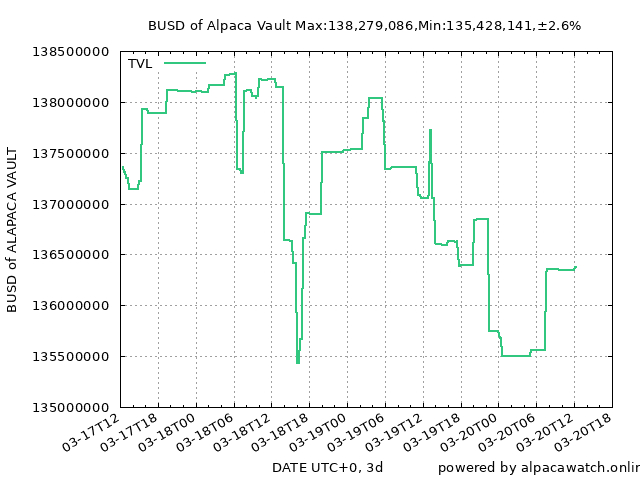 BUSD of Alpaca Vault Max:138,279,086,Min:135,428,141,±2.6%
TVL
138500000
138000000
137500000
137000000
136500000
136000000
135500000
135000000
BUSD of ALAPACA VAULT
03-17T12
03-17T18
03-18T00
03-18T06
03-18T12
03-18T18
03-19T00
03-19T06
03-19T12
03-19T18
03-20T00
03-20T06
03-20T12
03-20T18
DATE UTC+0, 3d
powered by alpacawatch.onlin